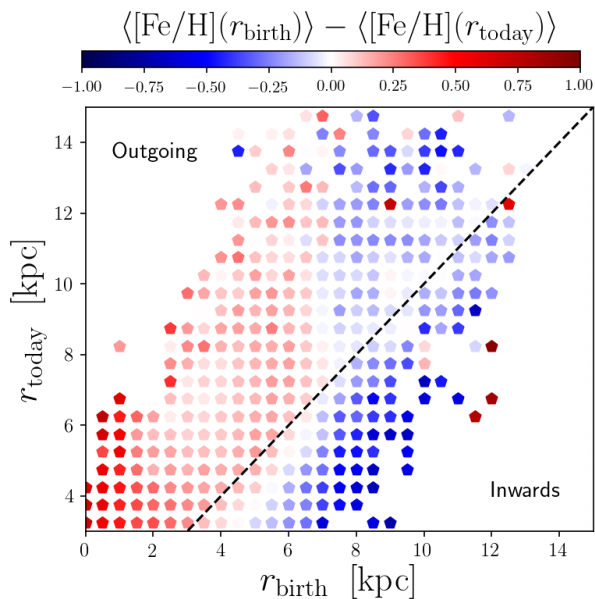 ⟨[Fe/H](r_birth)⟩ − ⟨[Fe/H](r_today)⟩
−1.00 −0.75 −0.50 −0.25 0.00 0.25 0.50 0.75 1.00
Outgoing
Inwards
14
12
10
8
6
4
r_today [kpc]
0 2 4 6 8 10 12 14
r_birth [kpc]